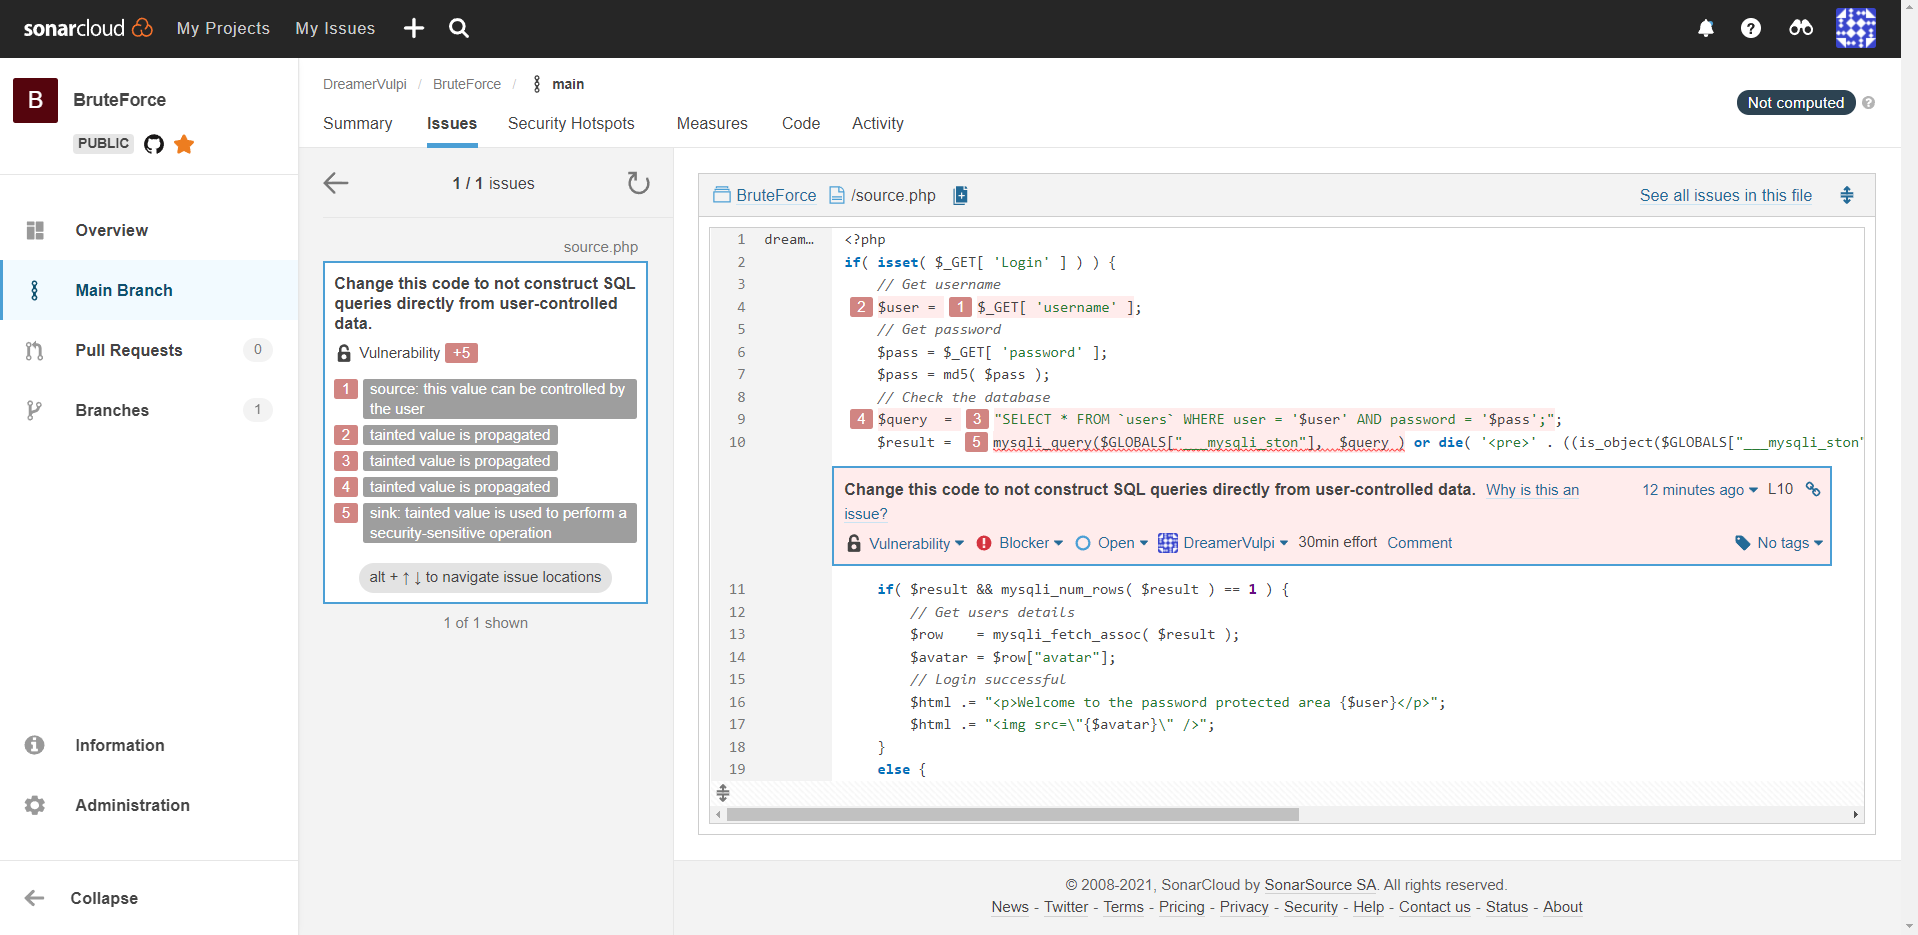 sonarcloud My Projects My Issues
B BruteForce
PUBLIC
Overview
Main Branch
Pull Requests 0
Branches 1
Information
Administration
Collapse
DreamerVulpi / BruteForce / main
Not computed
Summary Issues Security Hotspots Measures Code Activity
1 / 1 issues
source.php
Change this code to not construct SQL
queries directly from user-controlled
data.
Vulnerability +5
1 source: this value can be controlled by
the user
2 tainted value is propagated
3 tainted value is propagated
4 tainted value is propagated
5 sink: tainted value is used to perform a
security-sensitive operation
alt + ↑ ↓ to navigate issue locations
1 of 1 shown
BruteForce /source.php See all issues in this file
1 dream… <?php
2 if( isset( $_GET[ 'Login' ] ) ) {
3 // Get username
4 2 $user = 1 $_GET[ 'username' ];
5 // Get password
6 $pass = $_GET[ 'password' ];
7 $pass = md5( $pass );
8 // Check the database
9 4 $query = 3 "SELECT * FROM `users` WHERE user = '$user' AND password = '$pass';";
10 $result = 5 mysqli_query($GLOBALS["___mysqli_ston"], $query ) or die( '<pre>' . ((is_object($GLOBALS["___mysqli_ston"
Change this code to not construct SQL queries directly from user-controlled data. Why is this an
issue?
12 minutes ago L10
Vulnerability Blocker Open DreamerVulpi 30min effort Comment No tags
11 if( $result && mysqli_num_rows( $result ) == 1 ) {
12 // Get users details
13 $row = mysqli_fetch_assoc( $result );
14 $avatar = $row["avatar"];
15 // Login successful
16 $html .= "<p>Welcome to the password protected area {$user}</p>";
17 $html .= "<img src=\"{$avatar}\" />";
18 }
19 else {
© 2008-2021, SonarCloud by SonarSource SA. All rights reserved.
News - Twitter - Terms - Pricing - Privacy - Security - Help - Contact us - Status - About